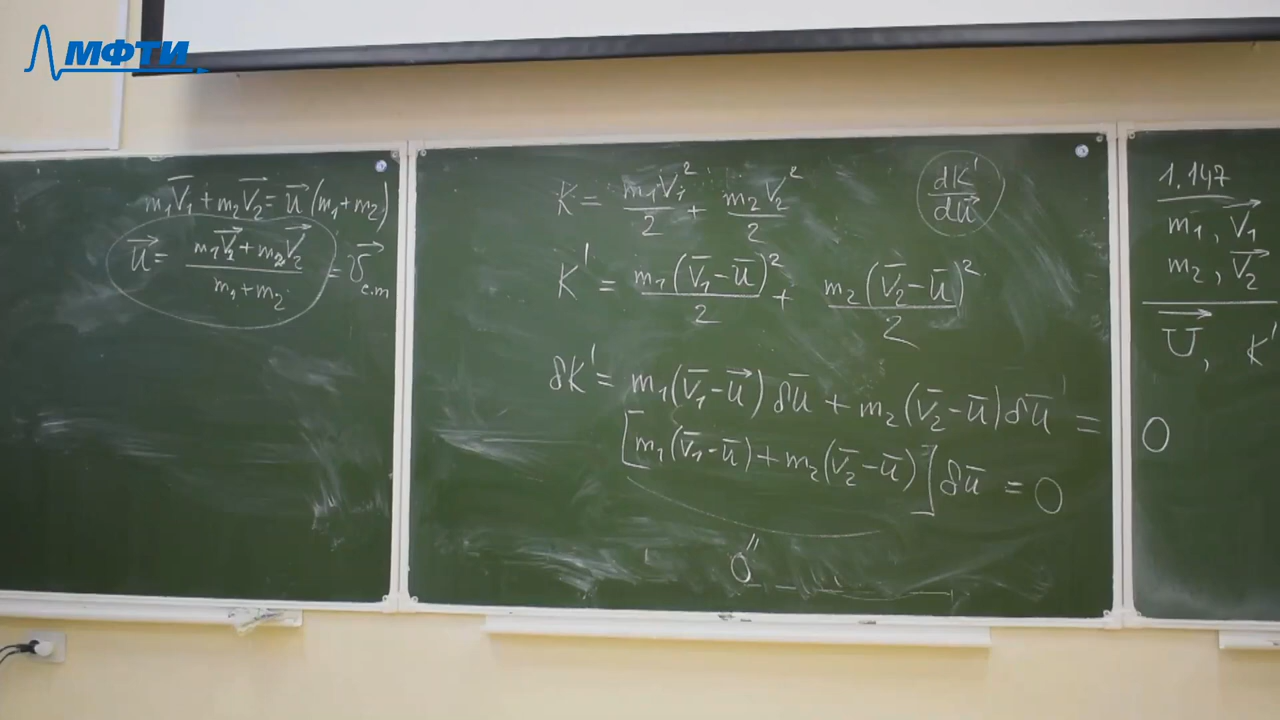 МФТИ
m₁V̄₁ + m₂V̄₂ = u⃗ (m₁ + m₂)
u⃗ = (m₁V⃗₂ + m₂V⃗₂)/(m₁ + m₂) = v⃗c.m
K = m₁V₁²/2 + m₂V₂²/2
dK'/du⃗
K' = m₁(V̄₁ - ū)²/2 + m₂(V̄₂ - ū)²/2
δK' = m₁(V̄₁ - u⃗) δū + m₂(V̄₂ - ū)δū = 0
[m₁(V̄₁ - ū) + m₂(V̄₂ - ū)] δū = 0
0"
1.147
m₁, V⃗₁
m₂, V⃗₂
U⃗, K'